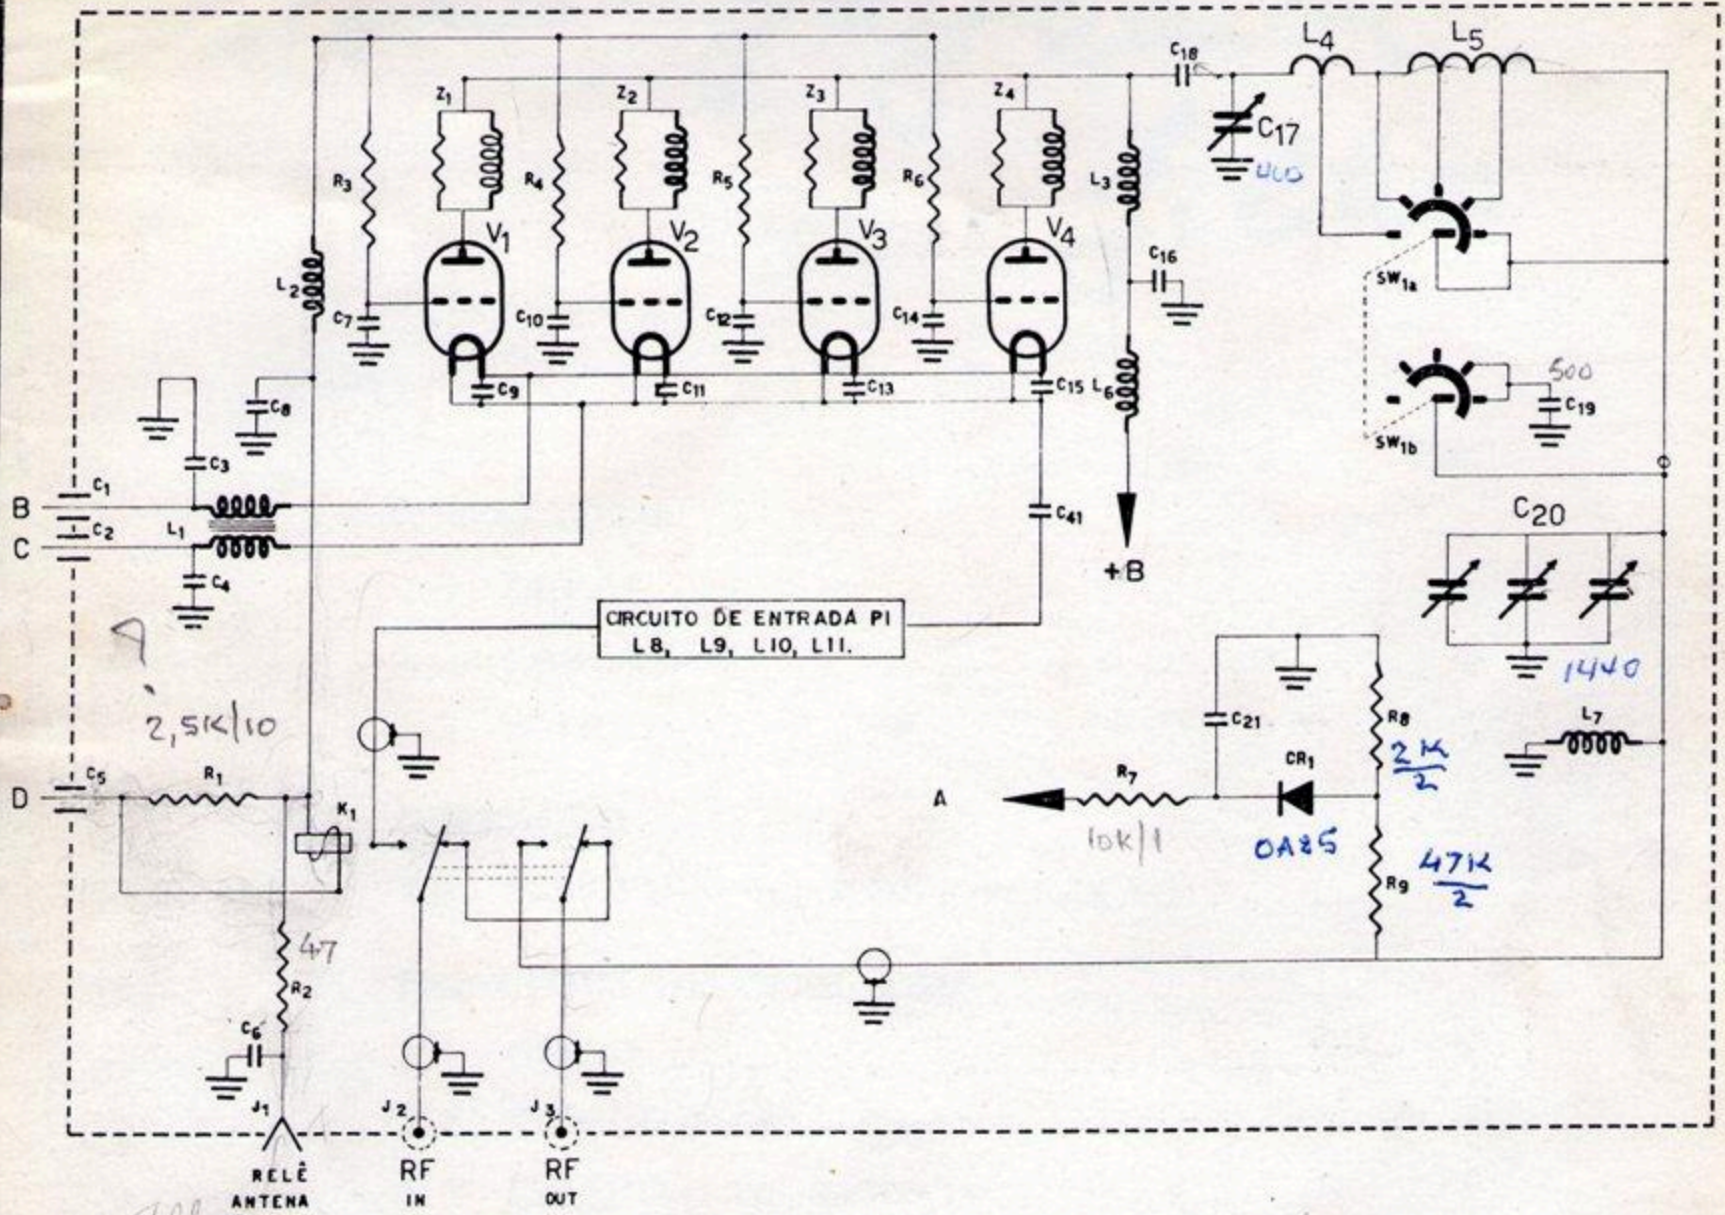 L4 L5
C18
Z1 Z2 Z3 Z4
C17
400
R3 R4 R5 R6 L3
V1 V2 V3 V4
C16
L2
SW1a
C7 C10 C12 C14
C9 C11 C13 C15 L6
500
C8
C19
SW1b
C3
C1
B
C2 L1
C
C41
C20
C4
+B
CIRCUITO DE ENTRADA PI
L8, L9, L10, L11.
1440
?
2,5K/10
C21
R8
2K
2
L7
C5 R1
D
K1
A
R7
CR1
10K/1
OA85
R9
47K
2
47
R2
C6
J1 J2 J3
RELÊ
ANTENA
RF
IN
RF
OUT